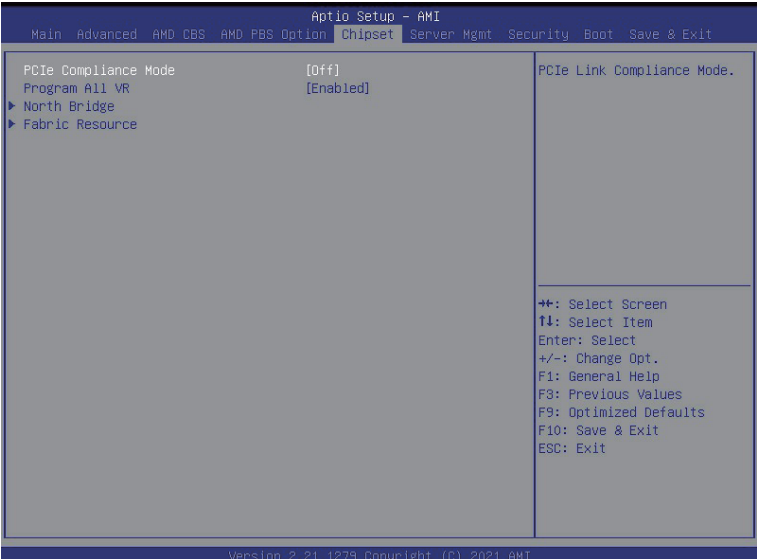 Aptio Setup – AMI
Main Advanced AMD CBS AMD PBS Option Chipset Server Mgmt Security Boot Save & Exit
PCIe Compliance Mode [Off]
Program All VR [Enabled]
▶ North Bridge
▶ Fabric Resource
PCIe Link Compliance Mode.
→←: Select Screen
↑↓: Select Item
Enter: Select
+/-: Change Opt.
F1: General Help
F3: Previous Values
F9: Optimized Defaults
F10: Save & Exit
ESC: Exit
Version 2.21.1279 Copyright (C) 2021 AMI